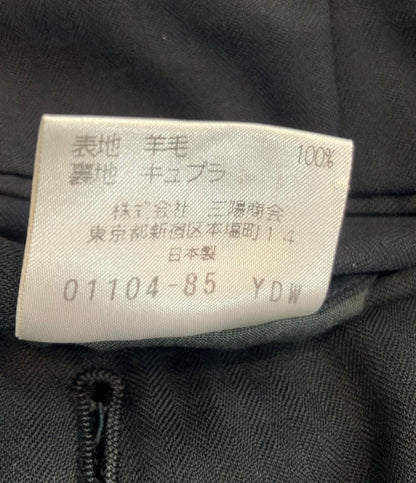 表地 羊毛 100%
裏地 キュプラ
株式会社 三陽商会
東京都新宿区本塩町14
日本製
01104-85 YDW